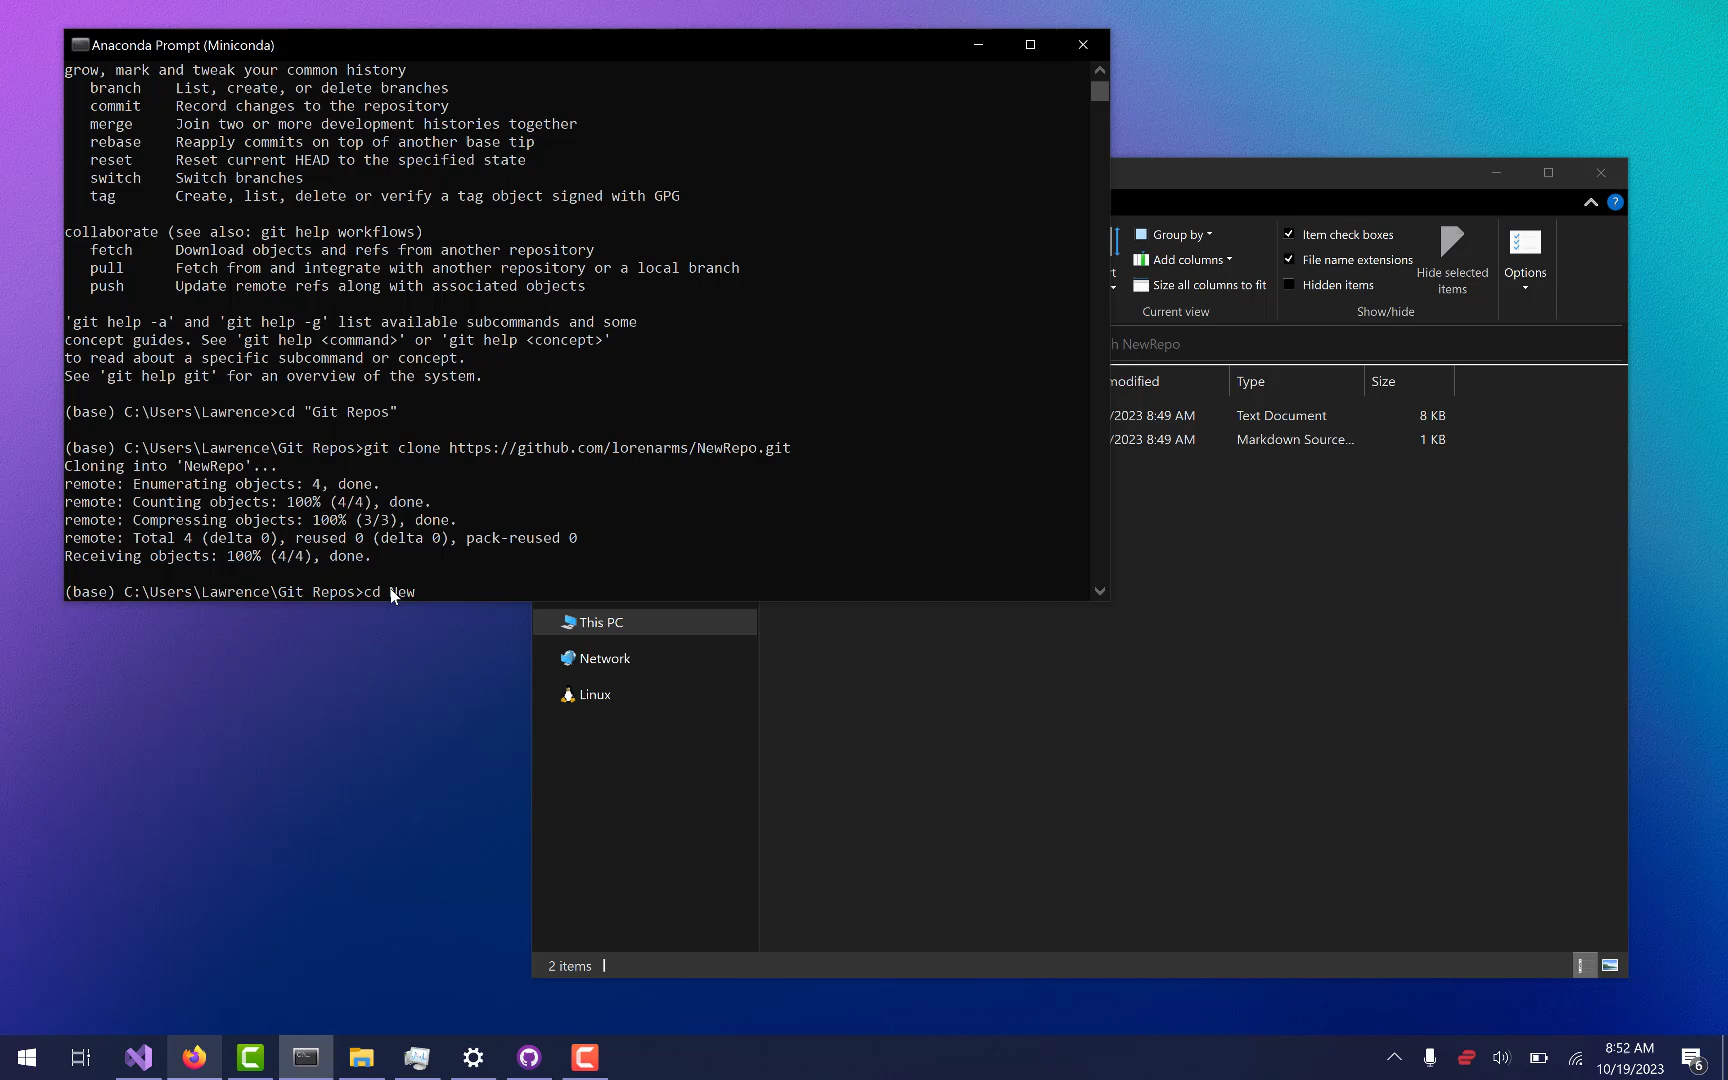 Anaconda Prompt (Miniconda)
grow, mark and tweak your common history
branch List, create, or delete branches
commit Record changes to the repository
merge Join two or more development histories together
rebase Reapply commits on top of another base tip
reset Reset current HEAD to the specified state
switch Switch branches
tag Create, list, delete or verify a tag object signed with GPG
collaborate (see also: git help workflows)
fetch Download objects and refs from another repository
pull Fetch from and integrate with another repository or a local branch
push Update remote refs along with associated objects
'git help -a' and 'git help -g' list available subcommands and some
concept guides. See 'git help <command>' or 'git help <concept>'
to read about a specific subcommand or concept.
See 'git help git' for an overview of the system.
(base) C:\Users\Lawrence>cd "Git Repos"
(base) C:\Users\Lawrence\Git Repos>git clone https://github.com/lorenarms/NewRepo.git
Cloning into 'NewRepo'...
remote: Enumerating objects: 4, done.
remote: Counting objects: 100% (4/4), done.
remote: Compressing objects: 100% (3/3), done.
remote: Total 4 (delta 0), reused 0 (delta 0), pack-reused 0
Receiving objects: 100% (4/4), done.
(base) C:\Users\Lawrence\Git Repos>cd New
Group by
Add columns
Size all columns to fit
Current view
Item check boxes
File name extensions
Hidden items
Hide selected
items
Show/hide
Options
h NewRepo
modified Type Size
/2023 8:49 AM Text Document 8 KB
/2023 8:49 AM Markdown Source... 1 KB
This PC
Network
Linux
2 items
8:52 AM
10/19/2023
6